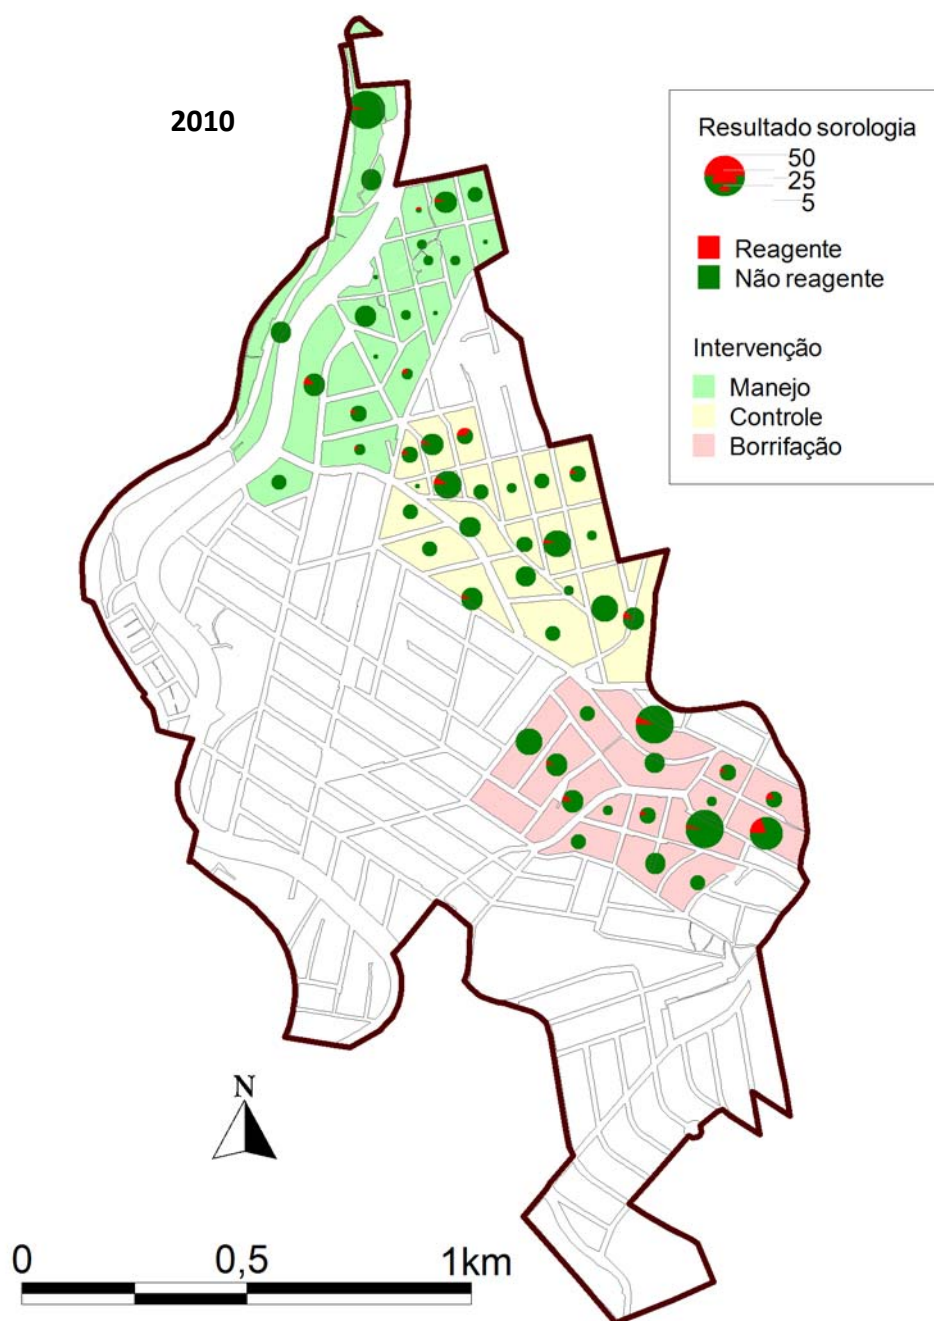 2010
Resultado sorologia
50
25
5
Reagente
Não reagente
Intervenção
Manejo
Controle
Borrifação
N
0 0,5 1km